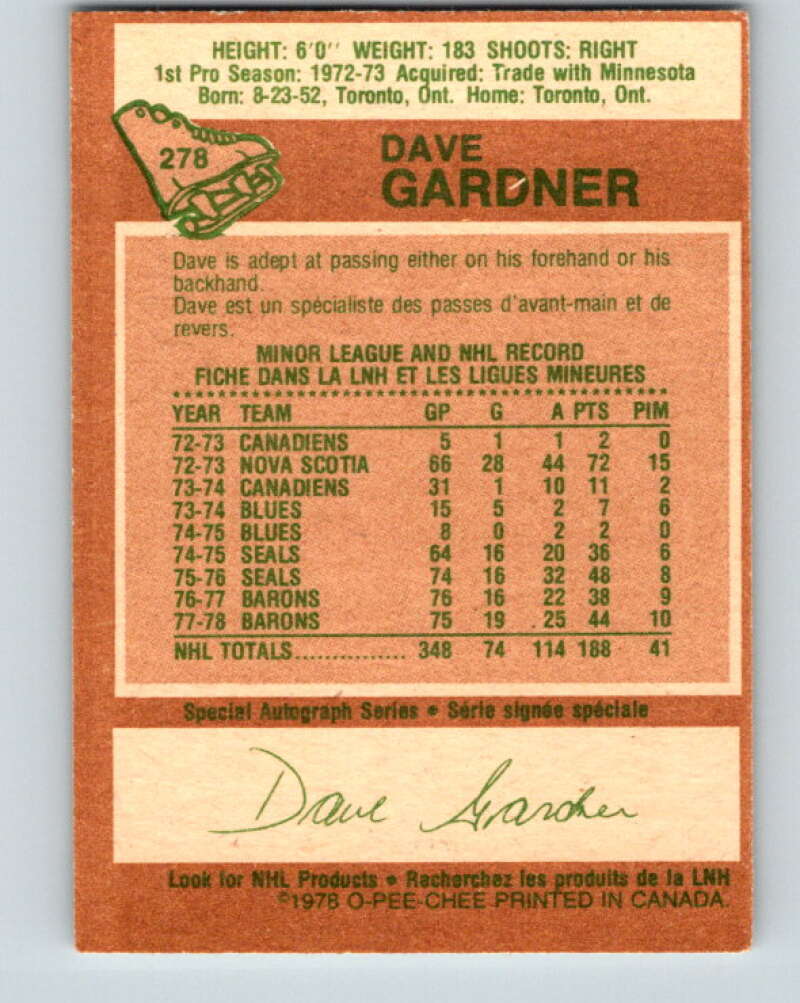 HEIGHT: 6'0'' WEIGHT: 183 SHOOTS: RIGHT
1st Pro Season: 1972-73 Acquired: Trade with Minnesota
Born: 8-23-52, Toronto, Ont. Home: Toronto, Ont.
278
DAVE
GARDNER
Dave is adept at passing either on his forehand or his
backhand.
Dave est un spécialiste des passes d'avant-main et de
revers.
MINOR LEAGUE AND NHL RECORD
FICHE DANS LA LNH ET LES LIGUES MINEURES
YEAR TEAM GP G A PTS PIM
72-73 CANADIENS 5 1 1 2 0
72-73 NOVA SCOTIA 66 28 44 72 15
73-74 CANADIENS 31 1 10 11 2
73-74 BLUES 15 5 2 7 6
74-75 BLUES 8 0 2 2 0
74-75 SEALS 64 16 20 36 6
75-76 SEALS 74 16 32 48 8
76-77 BARONS 76 16 22 38 9
77-78 BARONS 75 19 25 44 10
NHL TOTALS............... 348 74 114 188 41
Special Autograph Series • Série signée spéciale
Dave Gardner
Look for NHL Products • Recherchez les produits de la LNH
©1978 O-PEE-CHEE PRINTED IN CANADA.